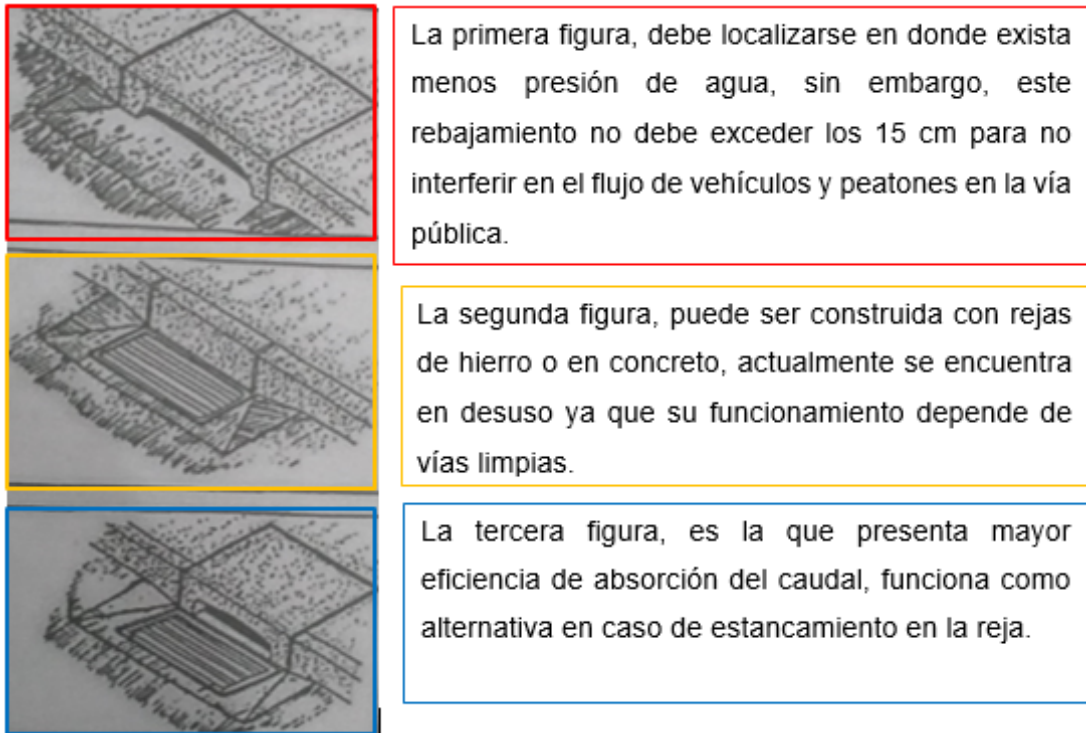 La primera figura, debe localizarse en donde exista
menos presión de agua, sin embargo, este
rebajamiento no debe exceder los 15 cm para no
interferir en el flujo de vehículos y peatones en la vía
pública.
La segunda figura, puede ser construida con rejas
de hierro o en concreto, actualmente se encuentra
en desuso ya que su funcionamiento depende de
vías limpias.
La tercera figura, es la que presenta mayor
eficiencia de absorción del caudal, funciona como
alternativa en caso de estancamiento en la reja.